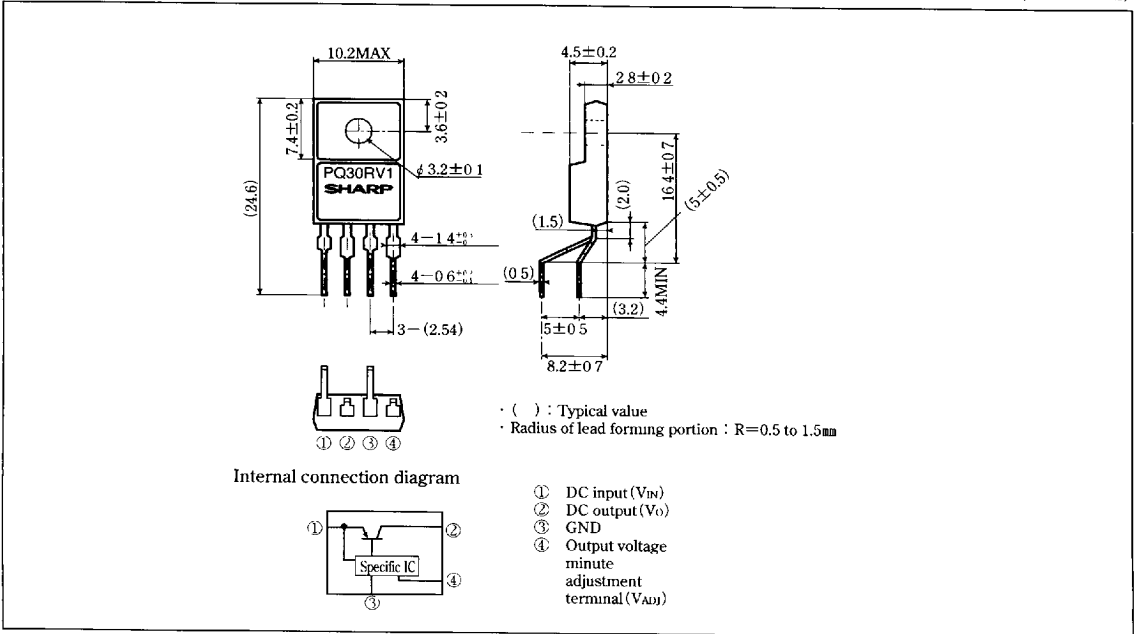 10.2MAX
7.4±0.2
3.6±0 2
(24.6)
PQ30RV1
SHARP
φ3.2±0 1
4−1 4
4−0 6
3−(2.54)
4.5±0.2
2 8±0 2
16 4±0 7
(2.0)
(5±0.5)
(1.5)
(0 5)
4.4MIN
(3.2)
5±0 5
8.2±0 7
① ② ③ ④
· ( ) : Typical value
· Radius of lead forming portion : R=0.5 to 1.5mm
Internal connection diagram
①
②
Specific IC
④
③
① DC input(VIN)
② DC output(VO)
③ GND
④ Output voltage
minute
adjustment
terminal(VADJ)